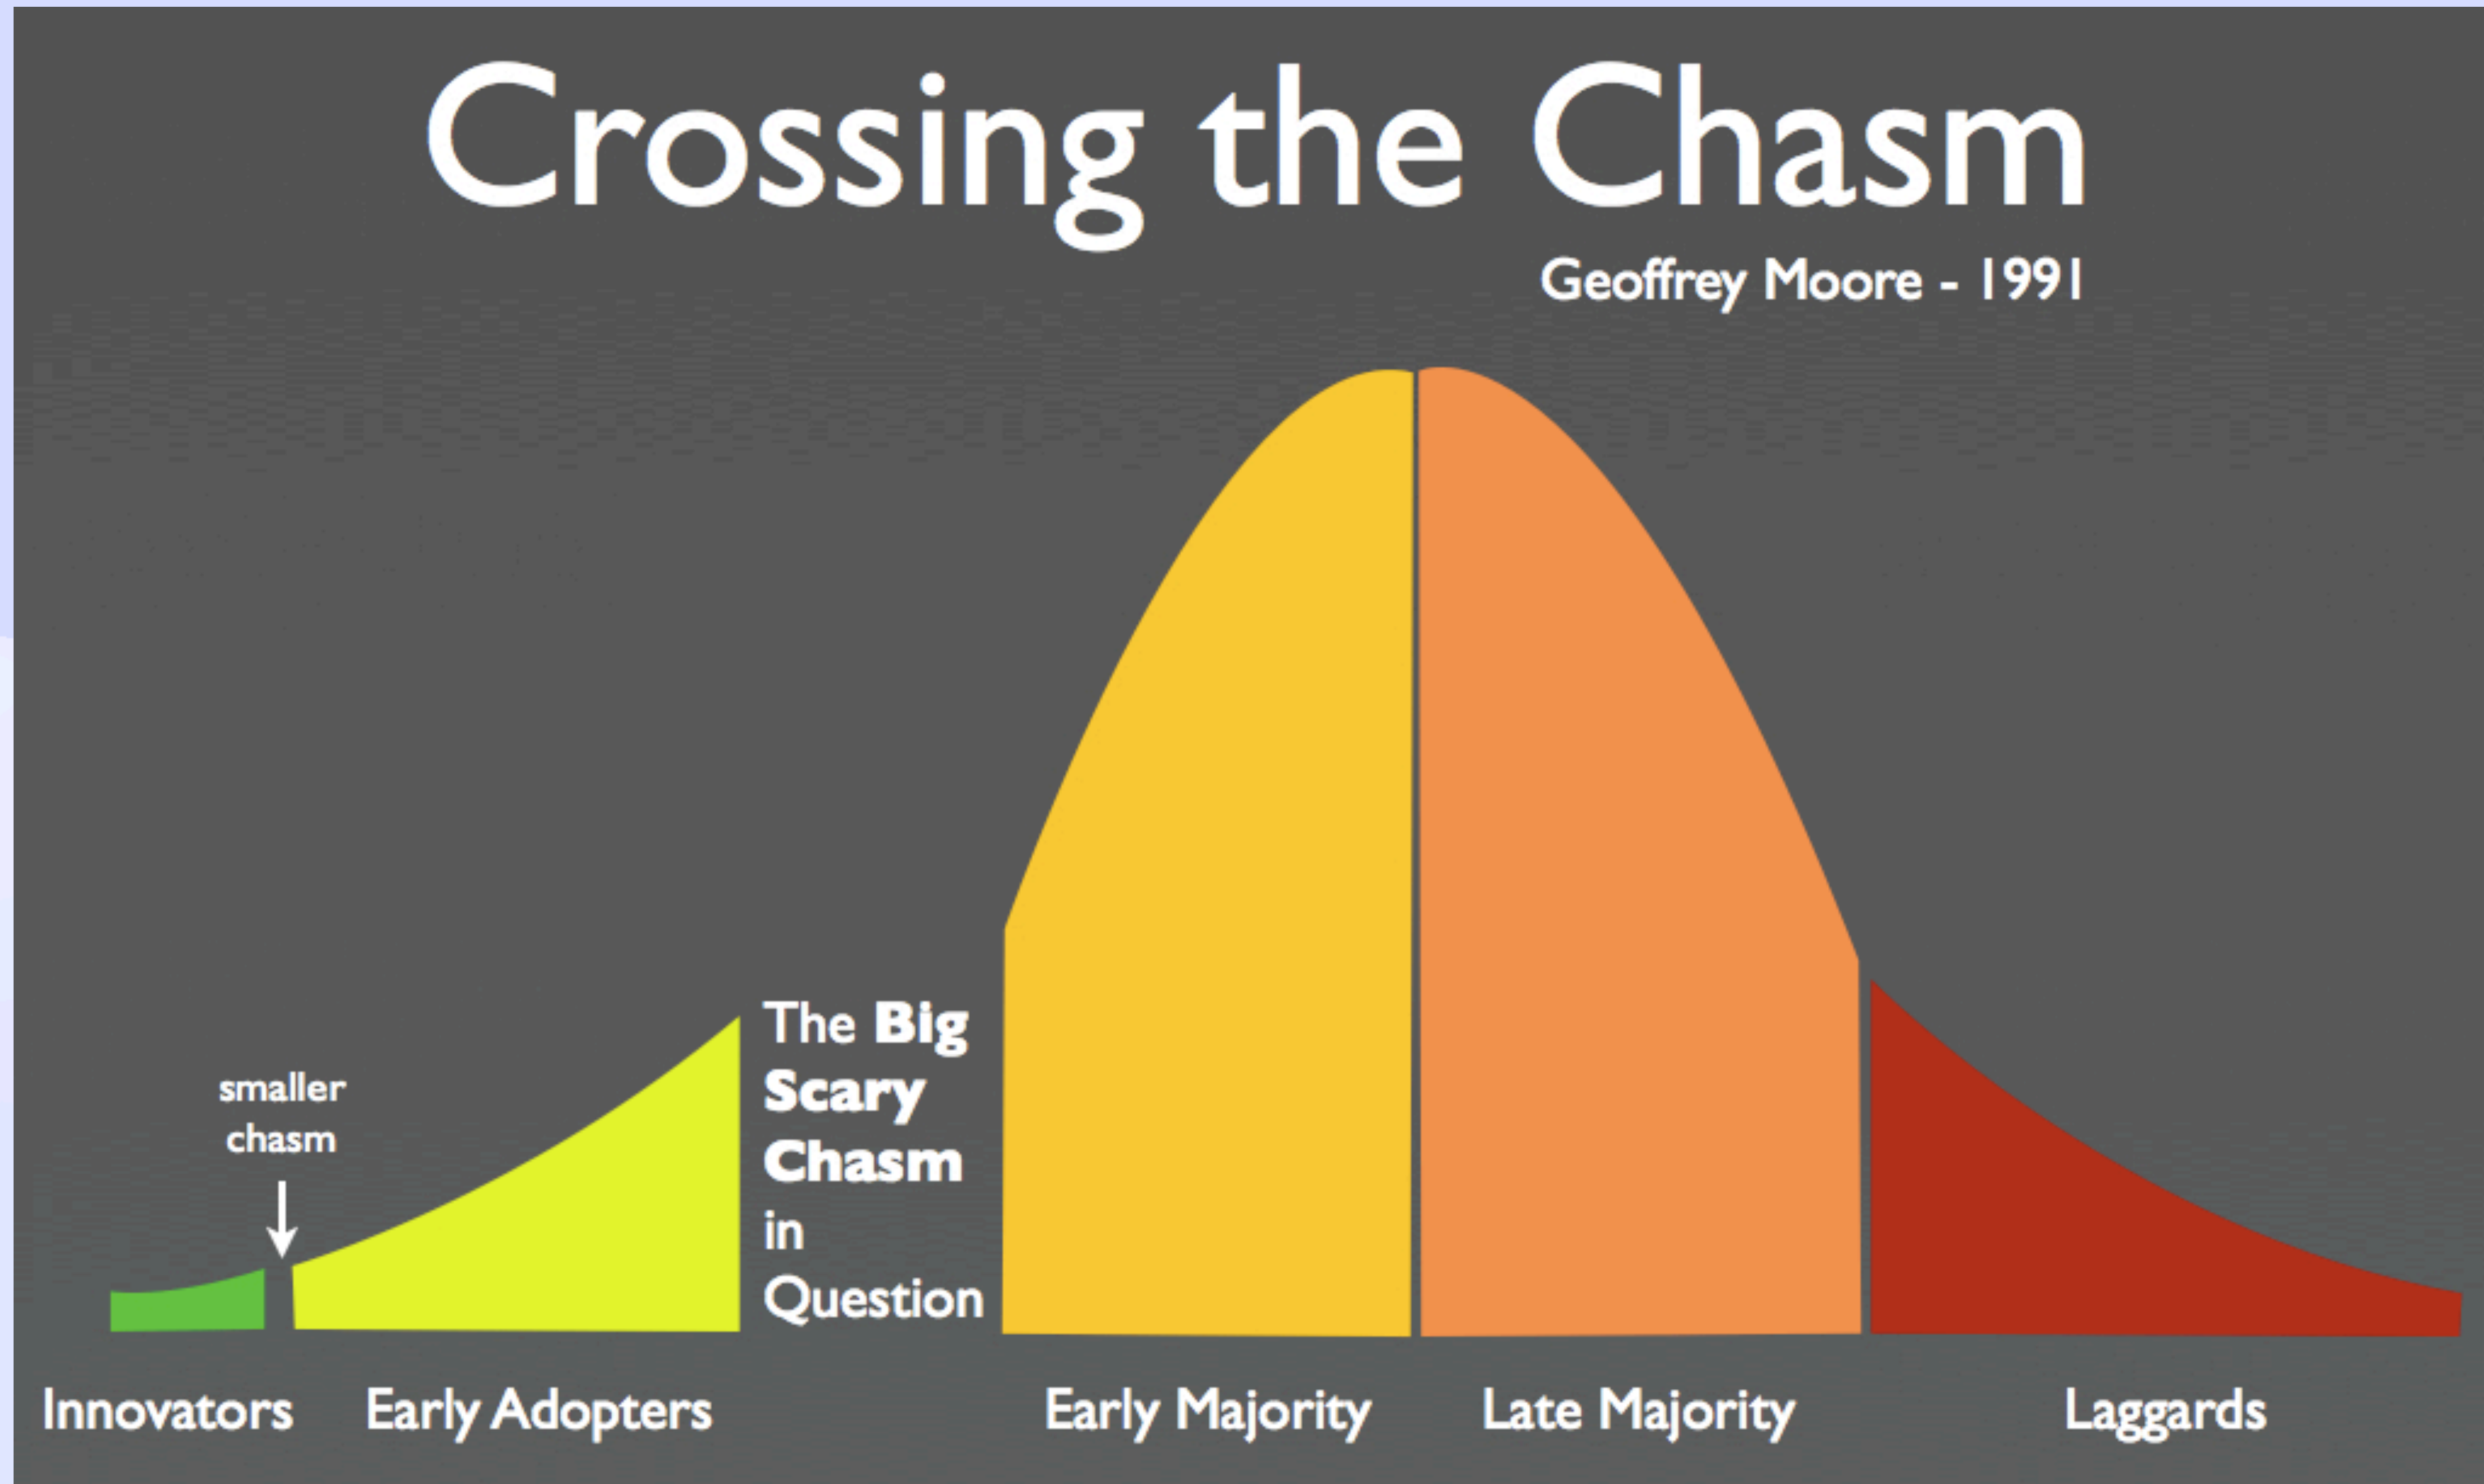 Crossing the Chasm
Geoffrey Moore - 1991
smaller
chasm
The Big
Scary
Chasm
in
Question
Innovators
Early Adopters
Early Majority
Late Majority
Laggards